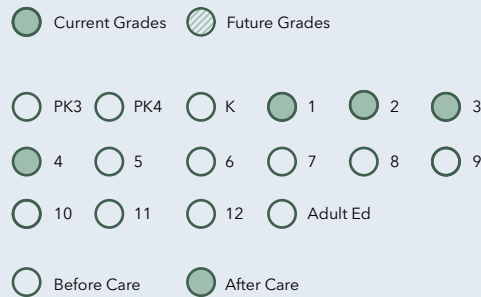 Current Grades Future Grades
PK3 PK4 K 1 2 3
4 5 6 7 8 9
10 11 12 Adult Ed
Before Care After Care